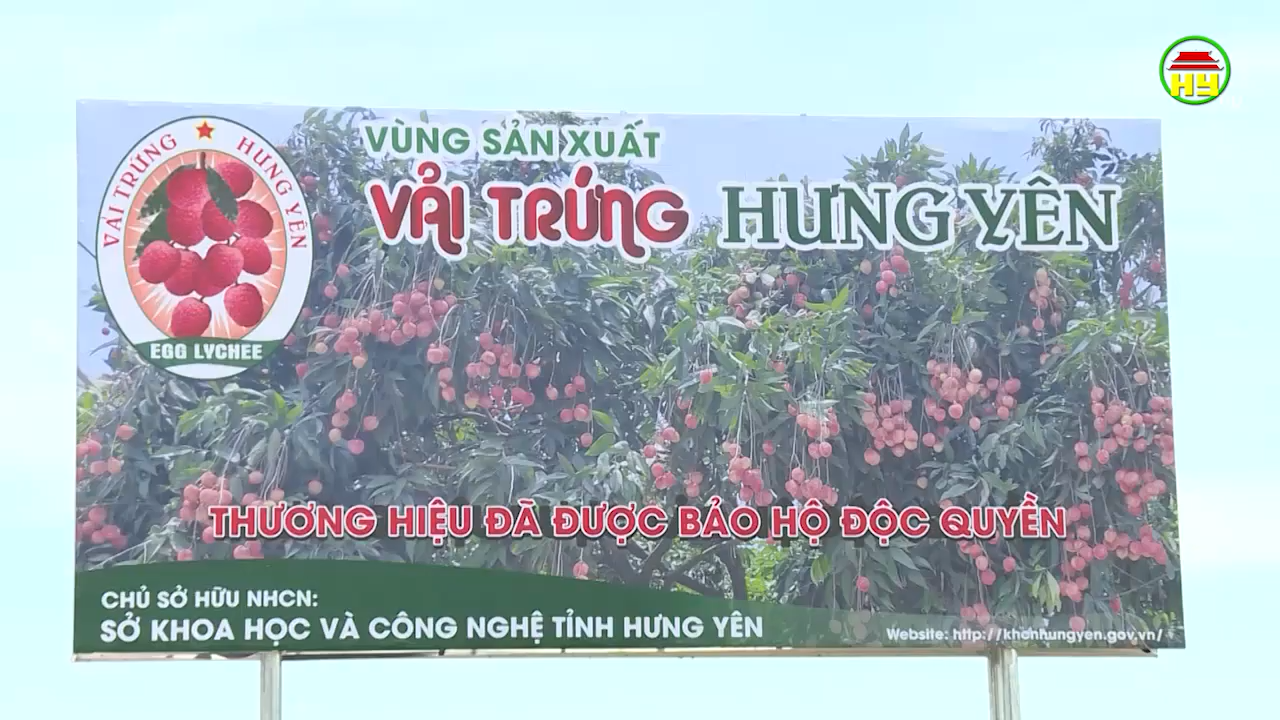 HY
VÙNG SẢN XUẤT
VẢI TRỨNG HƯNG YÊN
VẢI TRỨNG HƯNG YÊN
EGG LYCHEE
THƯƠNG HIỆU ĐÃ ĐƯỢC BẢO HỘ ĐỘC QUYỀN
CHỦ SỞ HỮU NHCN:
SỞ KHOA HỌC VÀ CÔNG NGHỆ TỈNH HƯNG YÊN
Website: http://khcnhungyen.gov.vn/